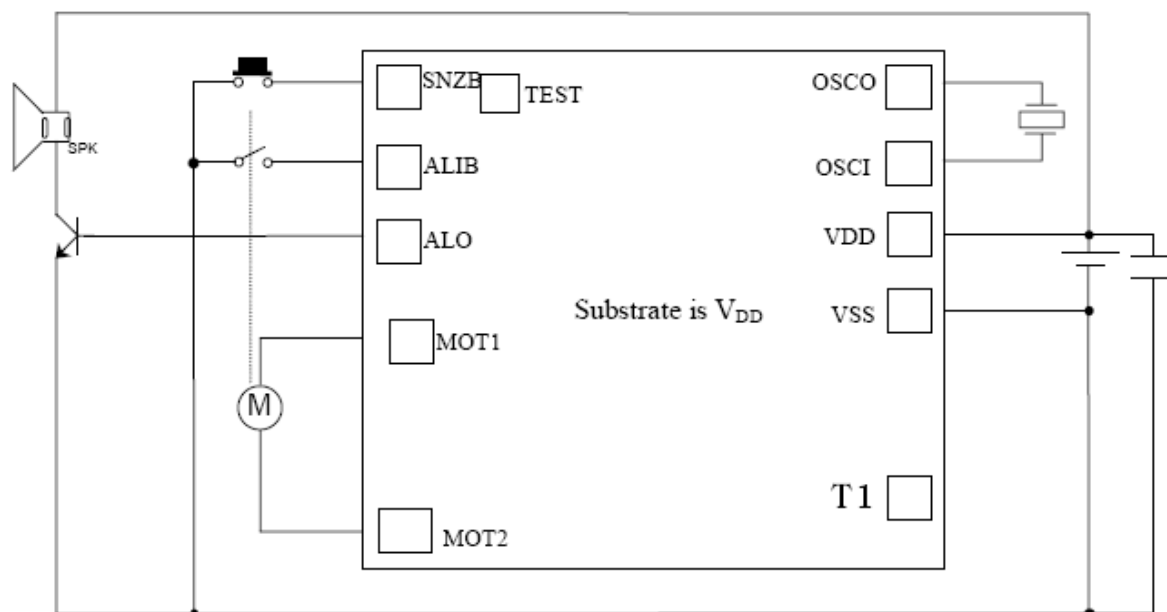 SNZB
TEST
OSCO
SPK
ALIB
OSCI
ALO
VDD
Substrate is VDD
VSS
MOT1
M
T1
MOT2